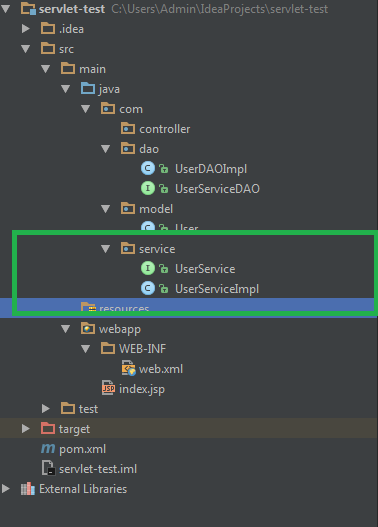 servlet-test C:\Users\Admin\IdeaProjects\servlet-test
.idea
src
main
java
com
controller
dao
UserDAOImpl
UserServiceDAO
model
User
service
UserService
UserServiceImpl
resources
webapp
WEB-INF
web.xml
index.jsp
test
target
pom.xml
servlet-test.iml
External Libraries